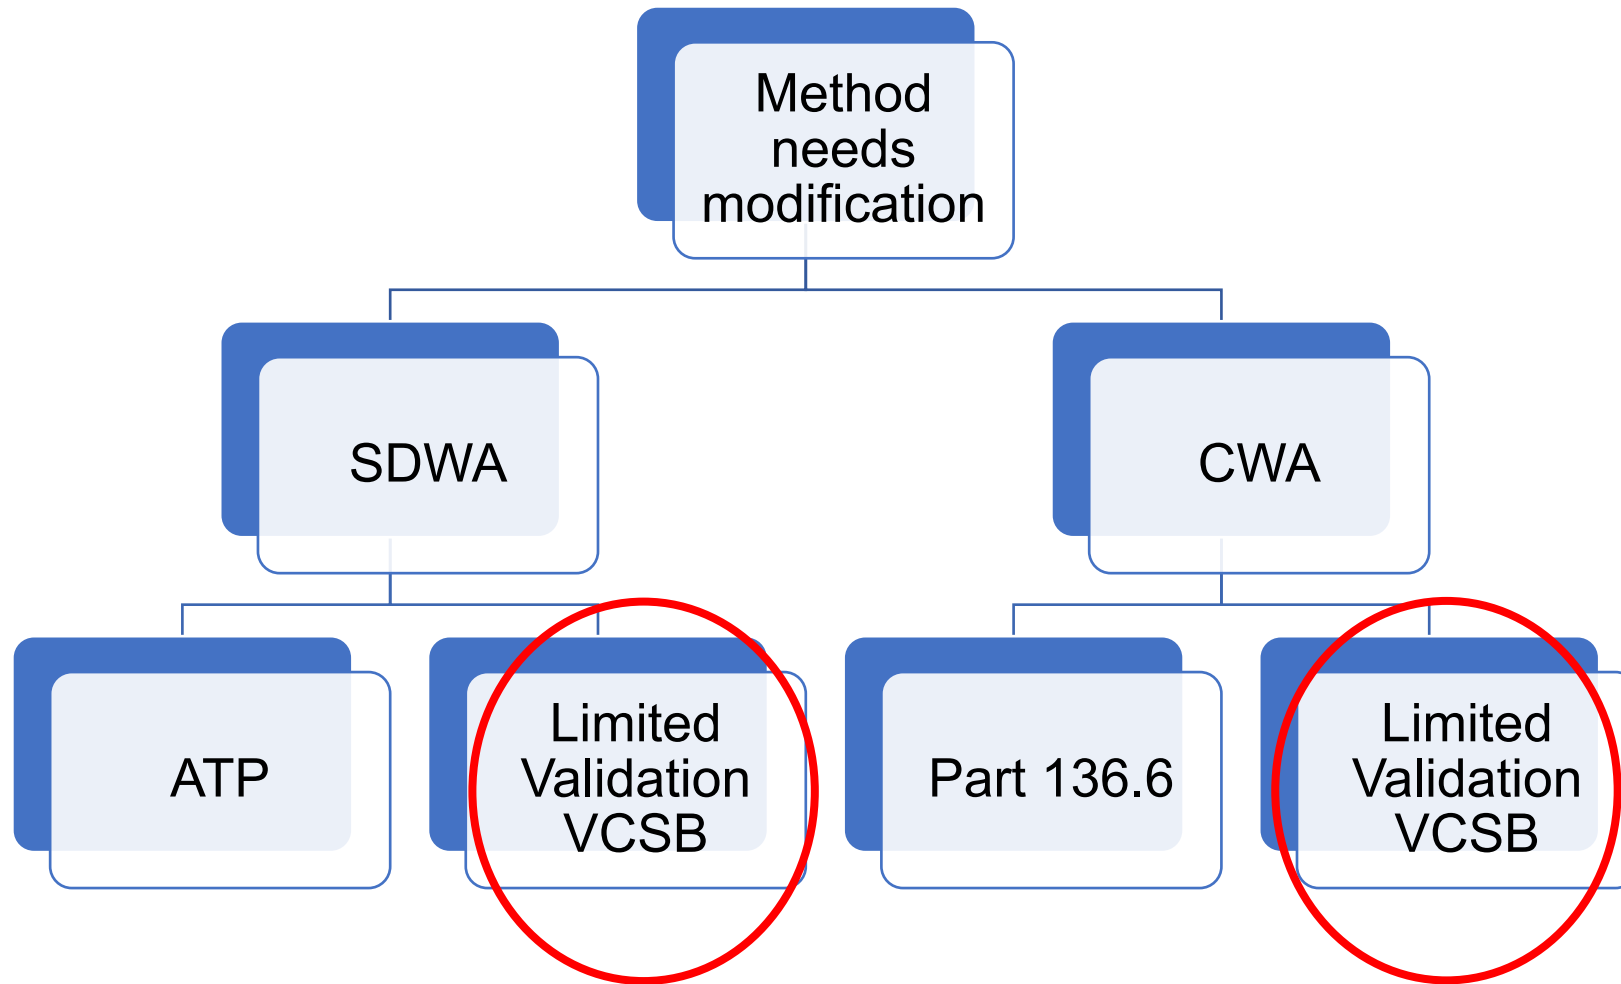 Method
needs
modification
SDWA
CWA
ATP
Limited
Validation
VCSB
Part 136.6
Limited
Validation
VCSB